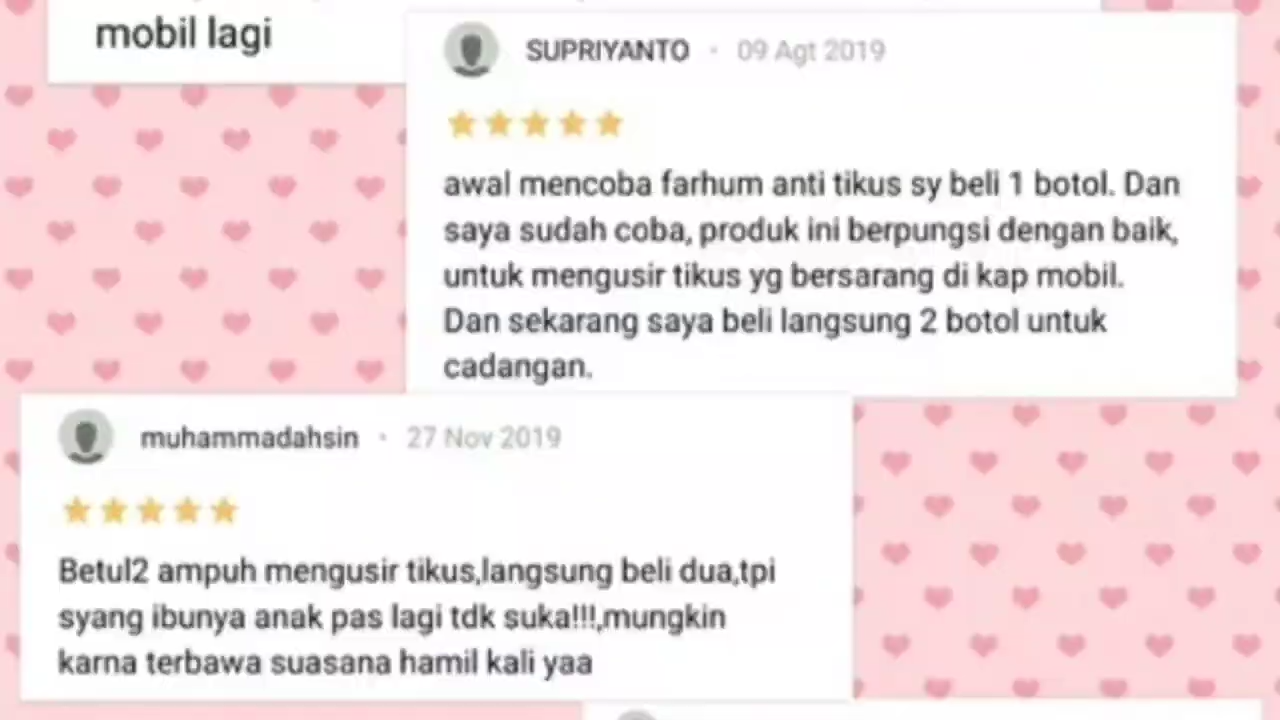 mobil lagi
SUPRIYANTO • 09 Agt 2019
awal mencoba farhum anti tikus sy beli 1 botol. Dan
saya sudah coba, produk ini berpungsi dengan baik,
untuk mengusir tikus yg bersarang di kap mobil.
Dan sekarang saya beli langsung 2 botol untuk
cadangan.
muhammadahsin • 27 Nov 2019
Betul2 ampuh mengusir tikus,langsung beli dua,tpi
syang ibunya anak pas lagi tdk suka!!!,mungkin
karna terbawa suasana hamil kali yaa